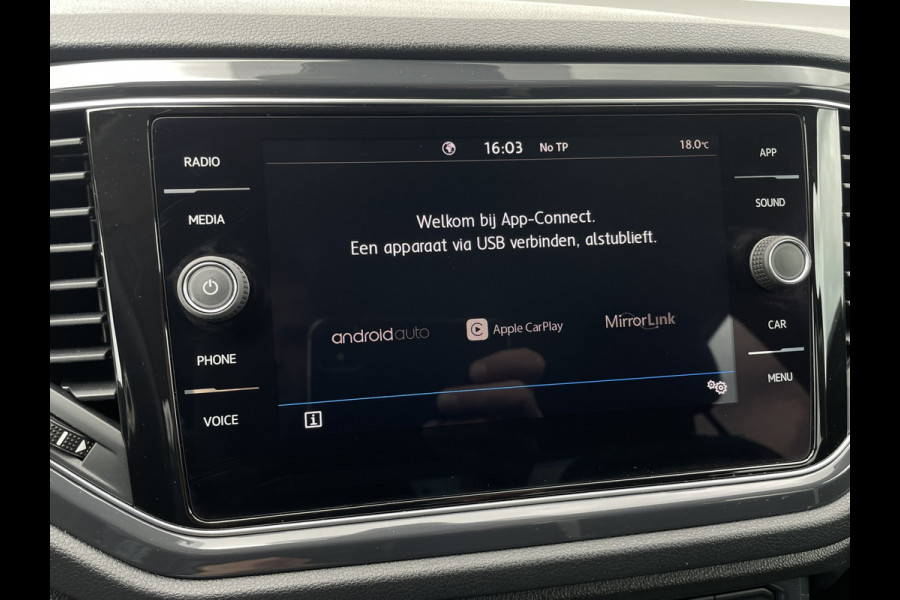 RADIO
MEDIA
PHONE
VOICE
16:03 No TP 18.0°C
Welkom bij App-Connect.
Een apparaat via USB verbinden, alstublieft.
androidauto Apple CarPlay MirrorLink
i
APP
SOUND
CAR
MENU